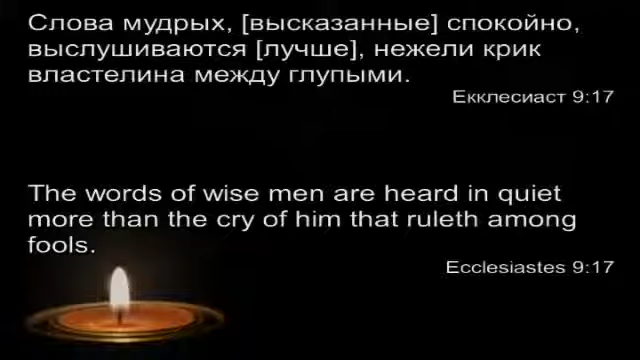 Слова мудрых, [высказанные] спокойно,
выслушиваются [лучше], нежели крик
властелина между глупыми.
Екклесиаст 9:17
The words of wise men are heard in quiet
more than the cry of him that ruleth among
fools.
Ecclesiastes 9:17